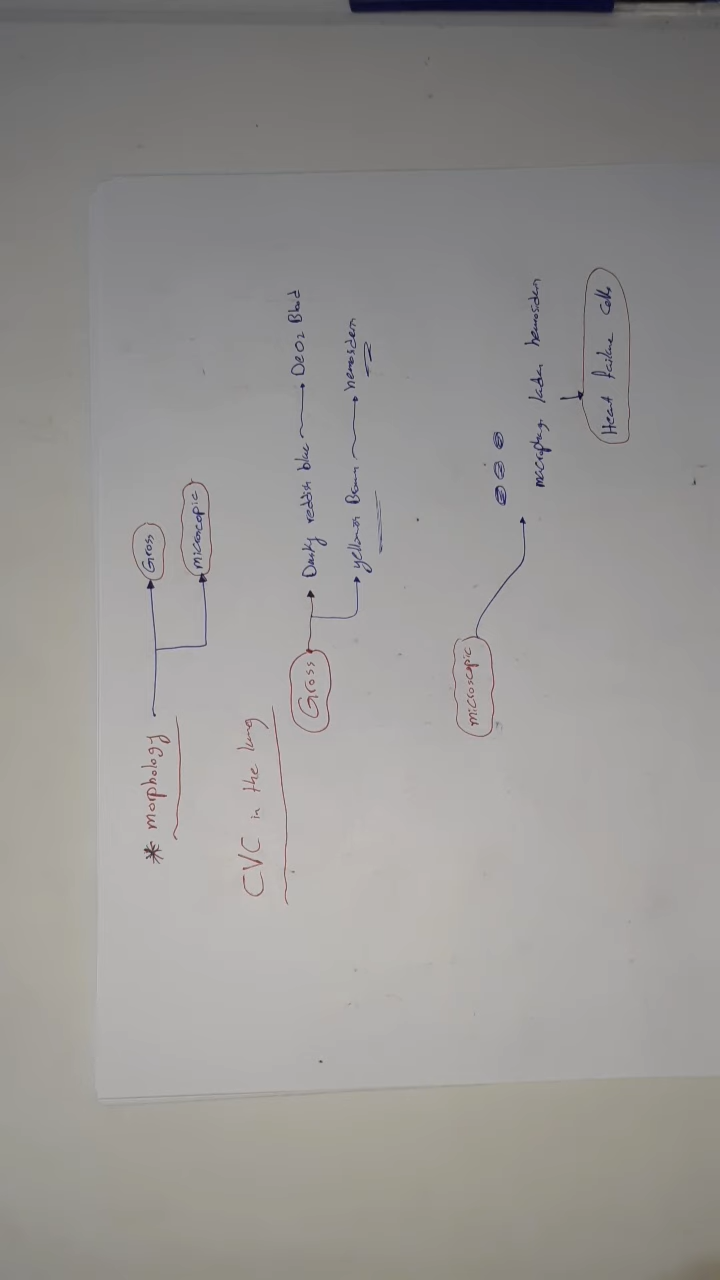 * morphology
Gross
microscopic
CVC in the lung
Gross
Dusky reddish blue
DeO2 Blood
yellowish Brown
hemosiderin
microscopic
macrophage laden hemosiderin
Heart failure cells